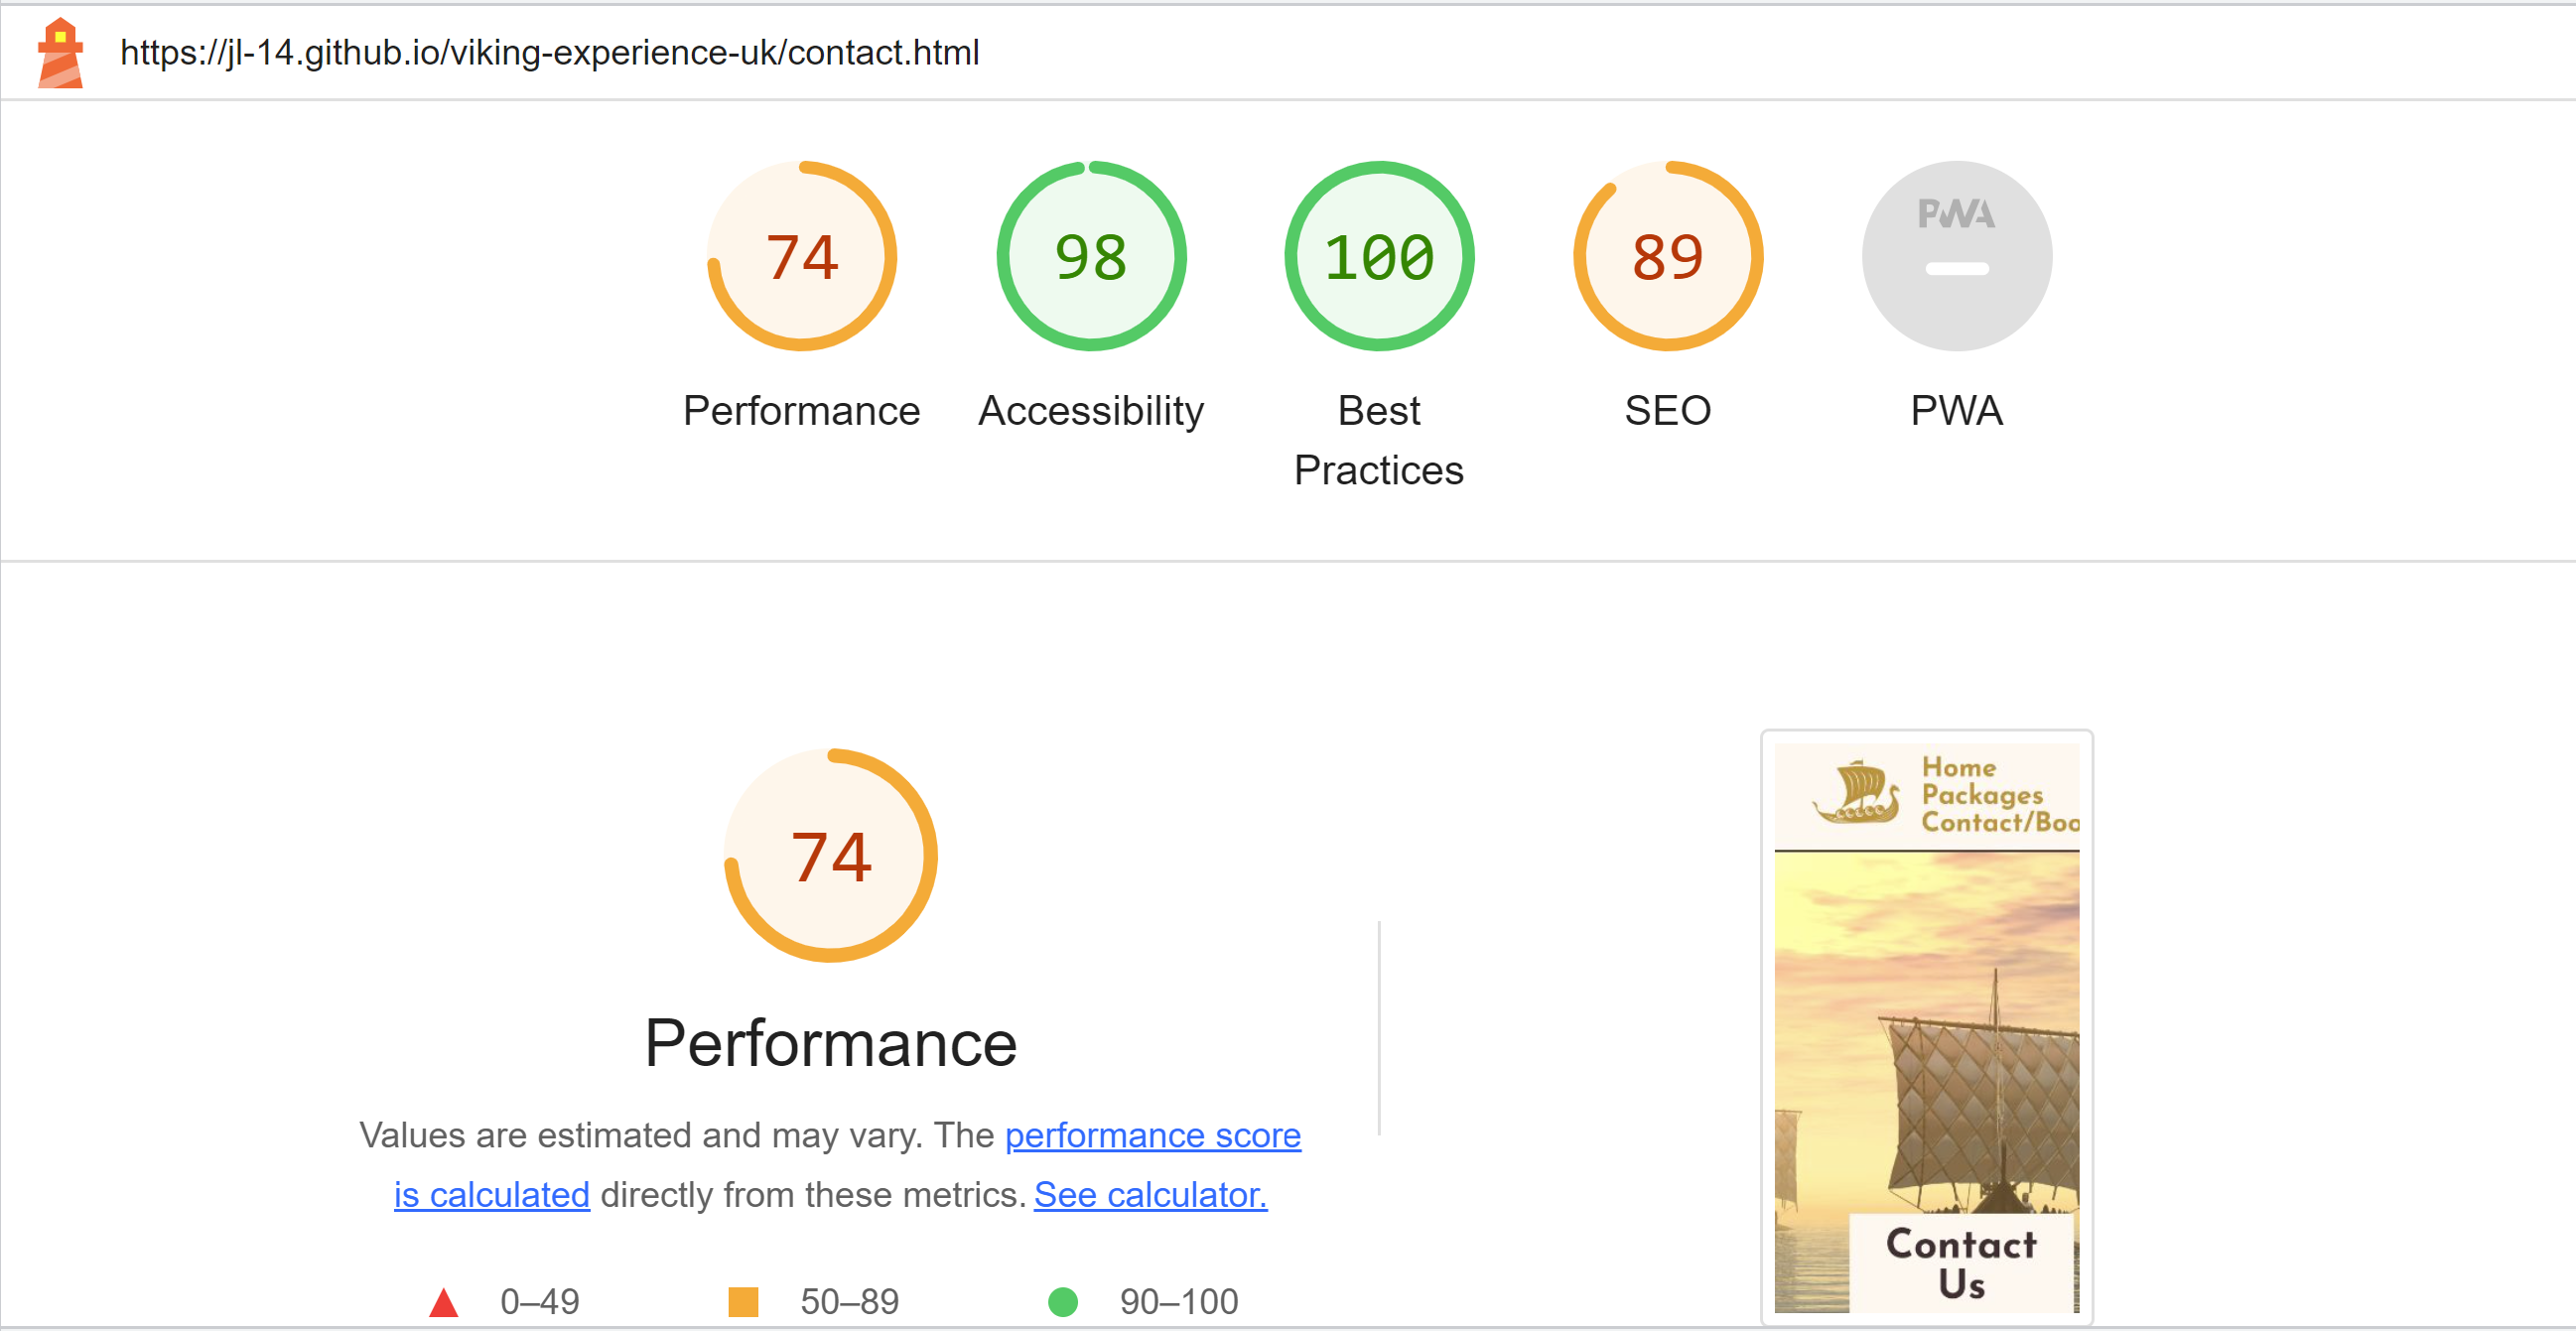 https://jl-14.github.io/viking-experience-uk/contact.html
74
98
100
89
PWA
Performance
Accessibility
Best
Practices
SEO
PWA
74
Performance
Values are estimated and may vary. The performance score
is calculated directly from these metrics. See calculator.
0–49
50–89
90–100
Home
Packages
Contact/Boo
Contact
Us